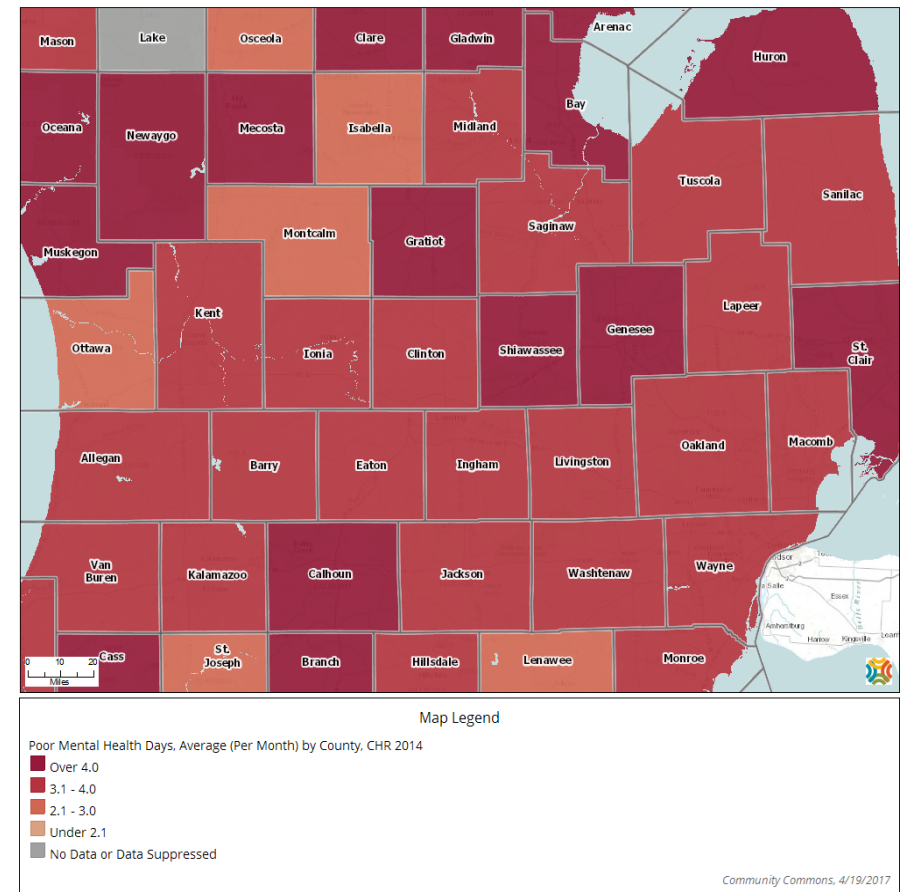 Mason
Lake
Osceola
Clare
Gladwin
Arenac
Huron
Oceana
Newaygo
Mecosta
Isabella
Midland
Bay
Tuscola
Sanilac
Muskegon
Montcalm
Gratiot
Saginaw
Ottawa
Kent
Ionia
Clinton
Shiawassee
Genesee
Lapeer
St.
Clair
Allegan
Barry
Eaton
Ingham
Livingston
Oakland
Macomb
Van
Buren
Kalamazoo
Calhoun
Jackson
Washtenaw
Wayne
Essex
Amherstburg
Harrow
Kingsville
Cass
St.
Joseph
Branch
Hillsdale
Lenawee
Monroe
0 10 20
Miles
Map Legend
Poor Mental Health Days, Average (Per Month) by County, CHR 2014
Over 4.0
3.1 - 4.0
2.1 - 3.0
Under 2.1
No Data or Data Suppressed
Community Commons, 4/19/2017